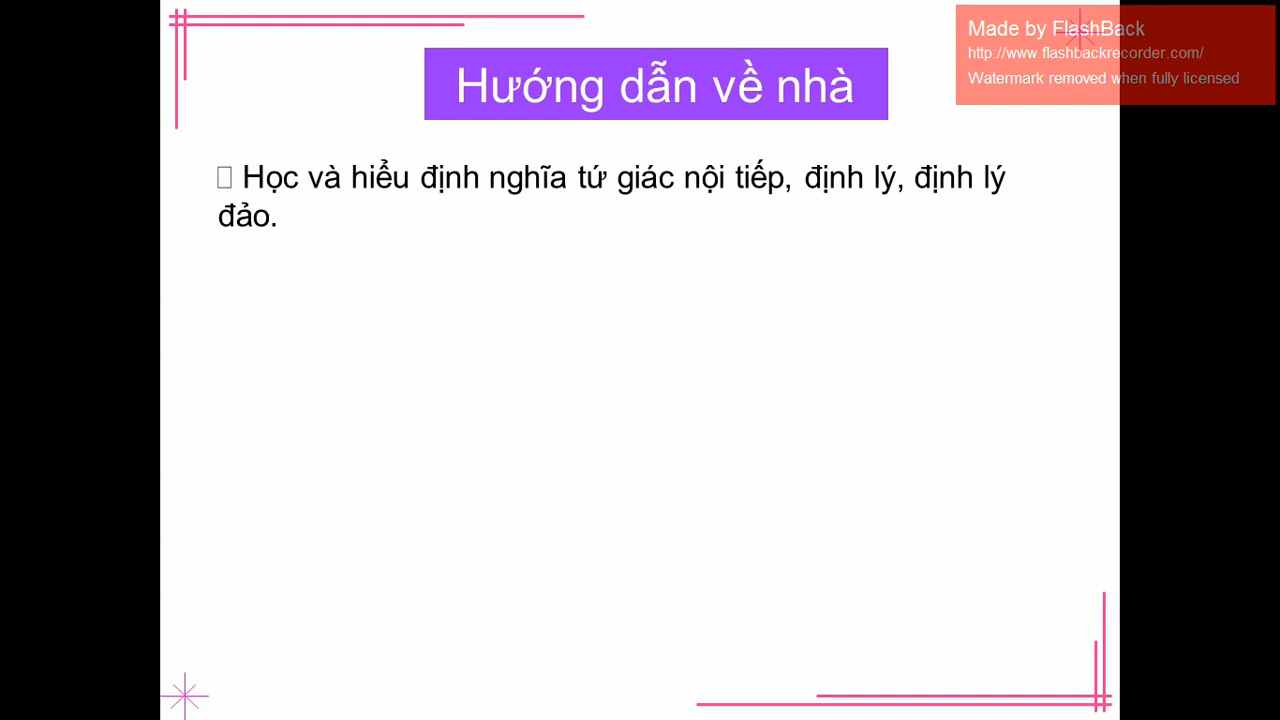 Made by FlashBack
http://www.flashbackrecorder.com/
Watermark removed when fully licensed
Hướng dẫn về nhà
Học và hiểu định nghĩa tứ giác nội tiếp, định lý, định lý
đảo.